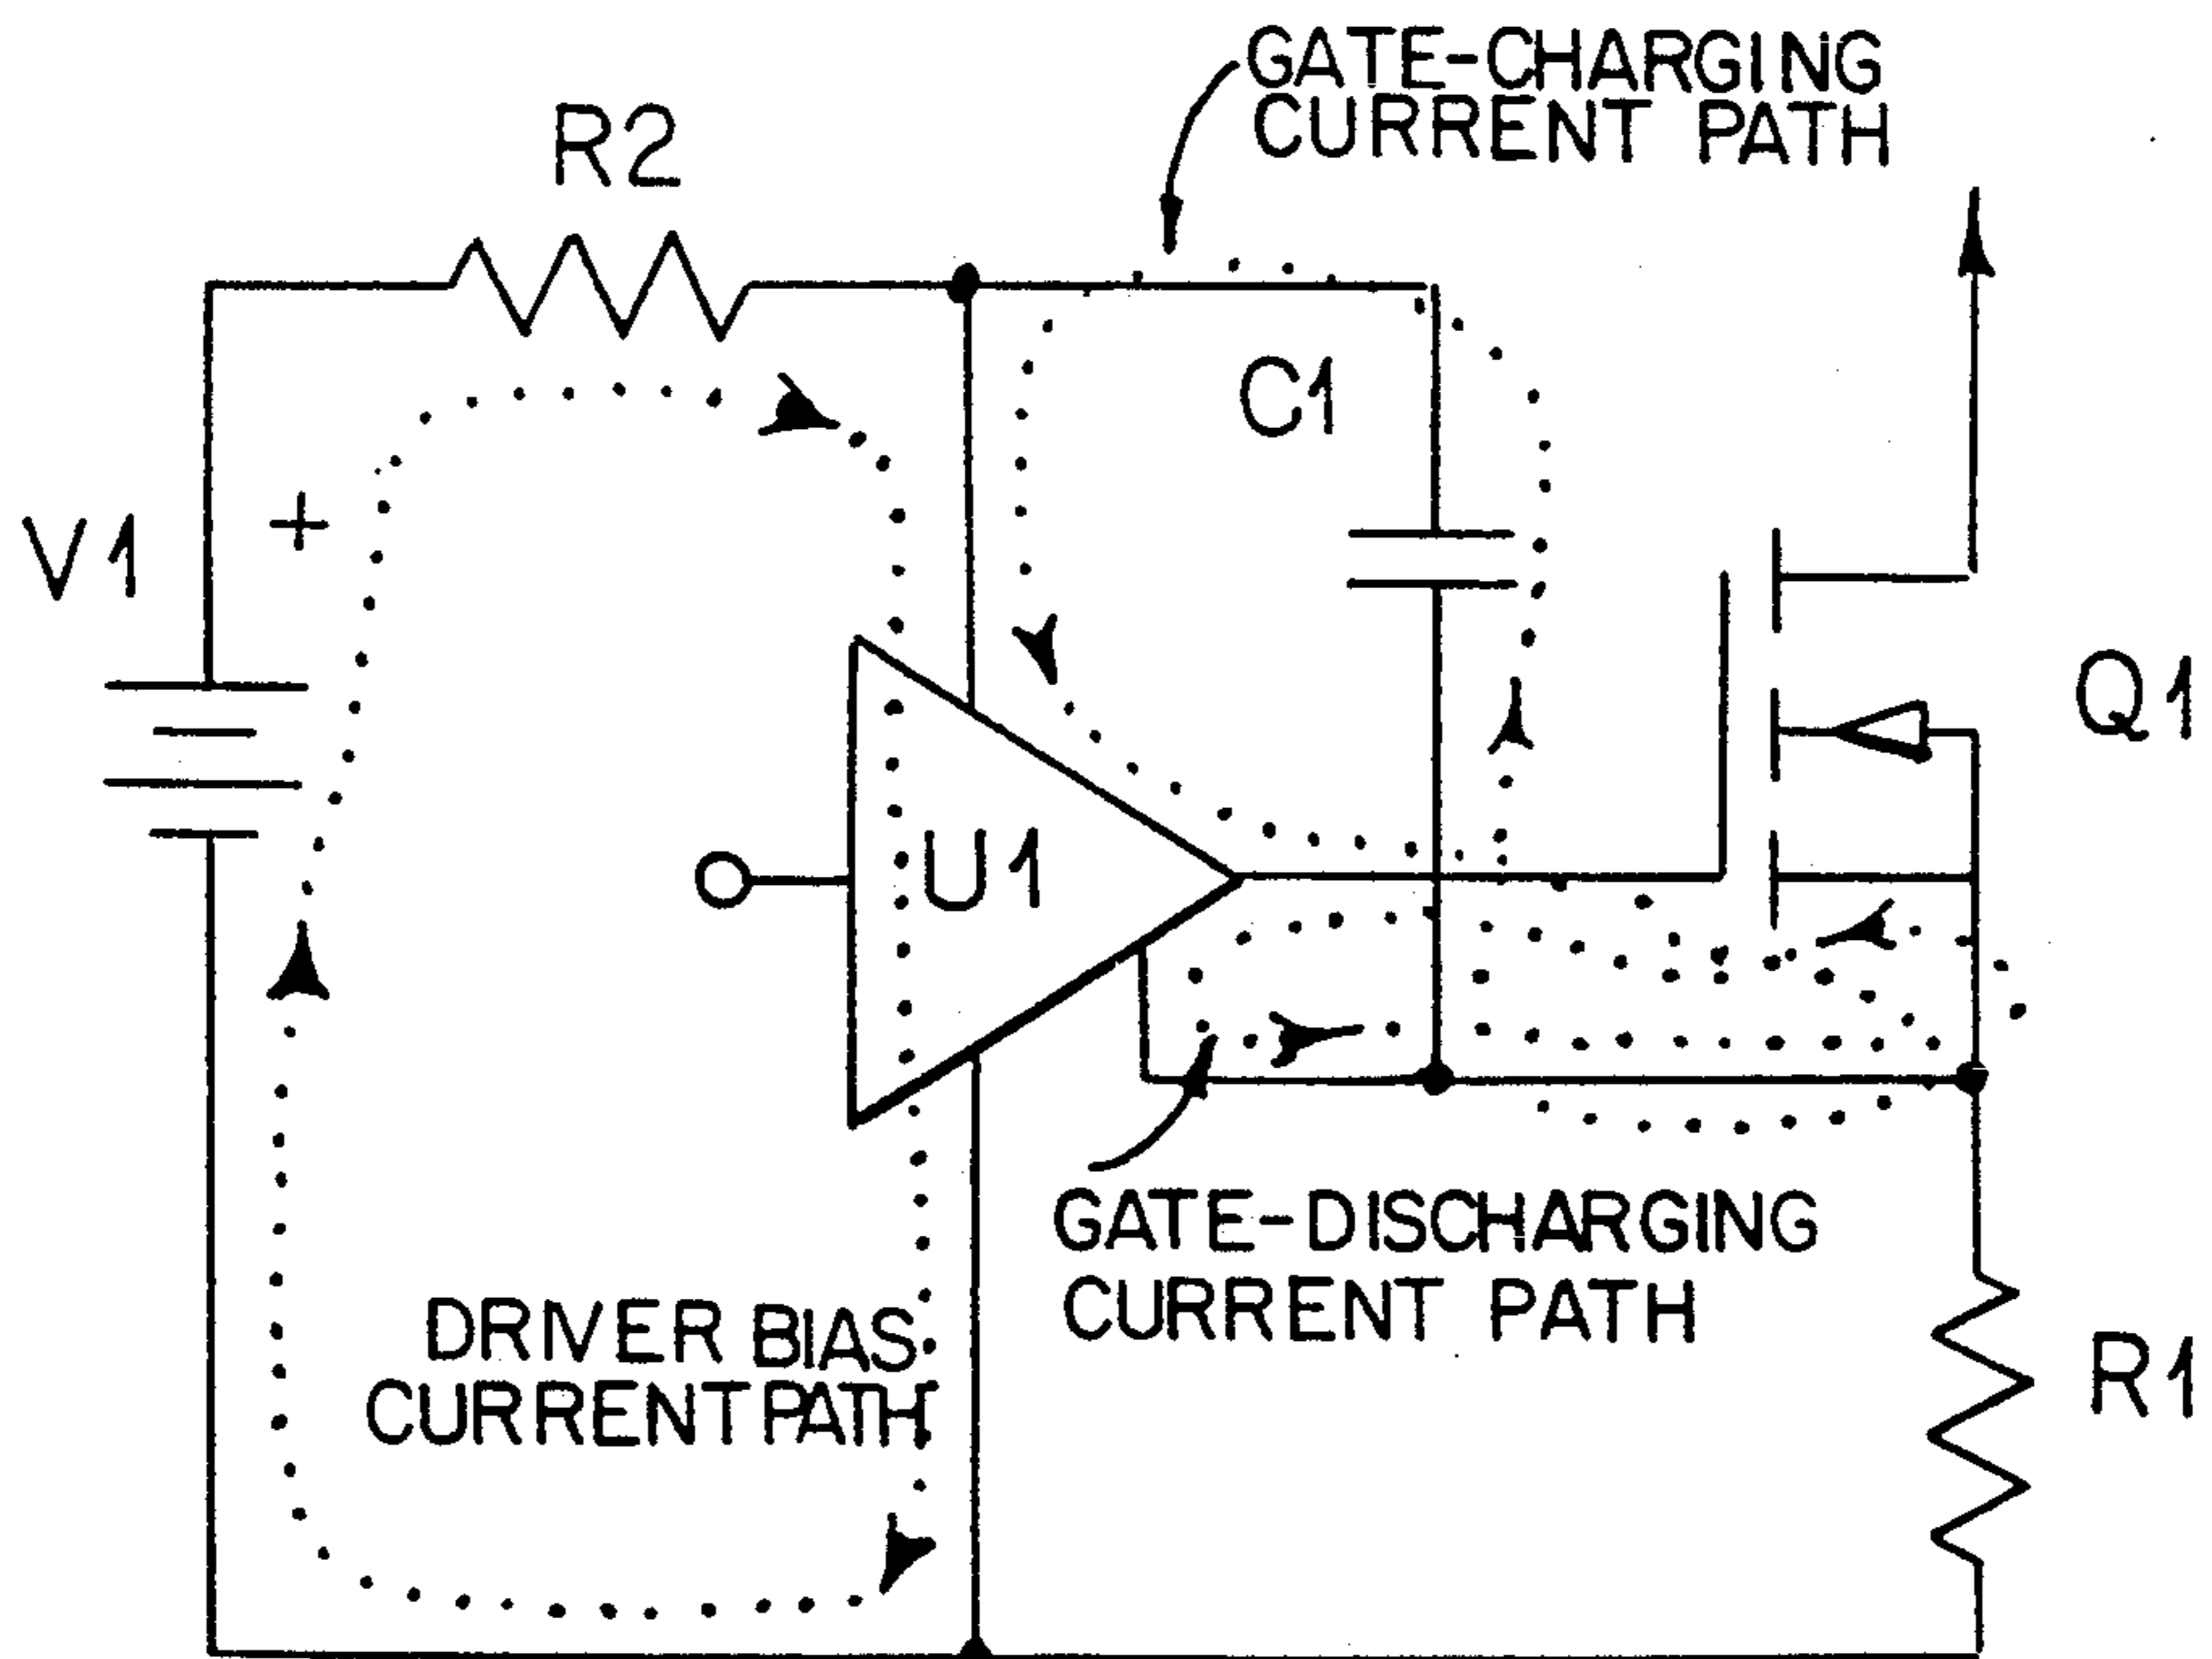 GATE-CHARGING
CURRENT PATH
R2
C1
V1
+
Q1
U1
GATE-DISCHARGING
CURRENT PATH
DRIVER BIAS
CURRENT PATH
R1